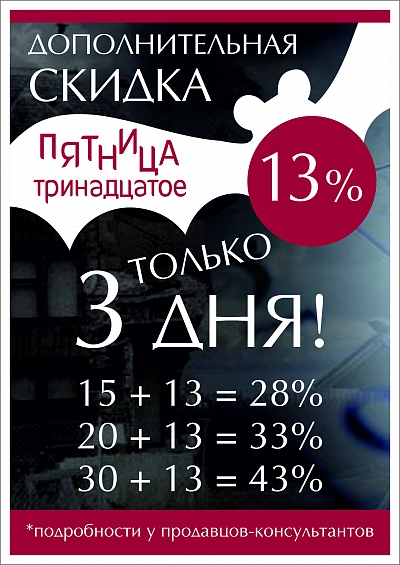 ДОПОЛНИТЕЛЬНАЯ
СКИДКА
ПЯТНИЦА
тринадцатое
13%
ТОЛЬКО
3 ДНЯ!
15 + 13 = 28%
20 + 13 = 33%
30 + 13 = 43%
*подробности у продавцов-консультантов